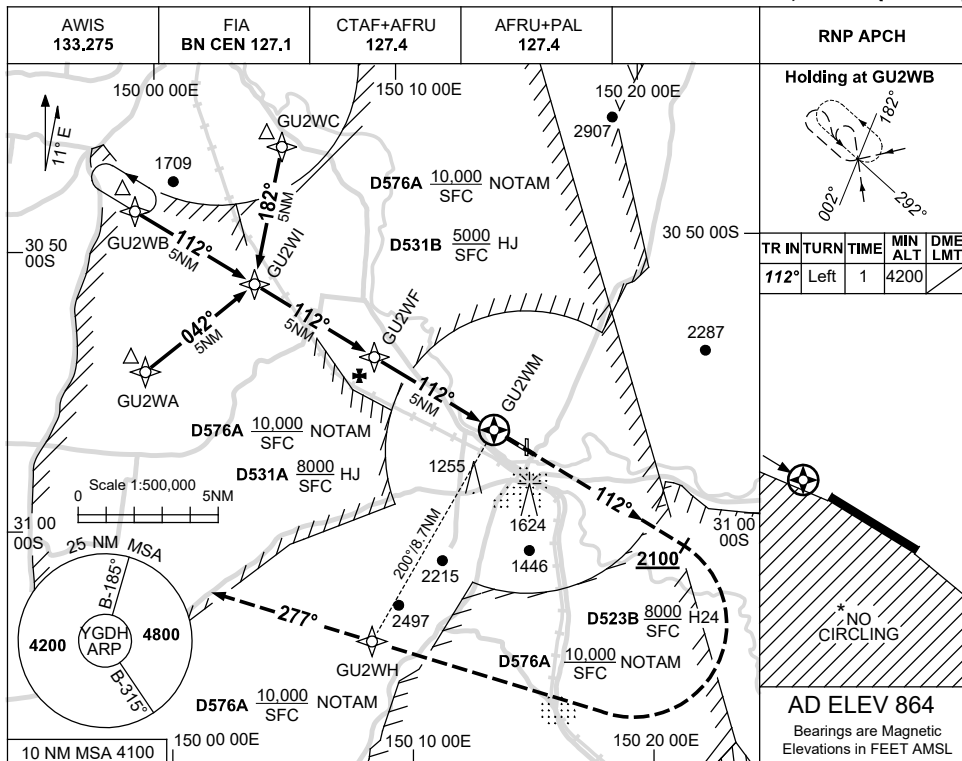 AWIS
133.275
FIA
BN CEN 127.1
CTAF+AFRU
127.4
AFRU+PAL
127.4
RNP APCH
150 00 00E
150 10 00E
150 20 00E
11° E
GU2WC
2907
1709
182°
5NM
D576A 10,000 NOTAM
SFC
GU2WB
112°
5NM
GU2WI
D531B 5000 HJ
SFC
30 50
00S
30 50 00S
042°
5NM
112°
5NM
GU2WF
2287
GU2WA
112°
5NM
GU2WM
D576A 10,000 NOTAM
SFC
D531A 8000 HJ
SFC
1255
Scale 1:500,000
0
5NM
1624
112°
31 00
00S
31 00
00S
25 NM MSA
B-185°
200°/8.7NM
2215
1446
2100
4200
YGDH
ARP
4800
B-315°
277°
2497
D523B 8000 H24
SFC
GU2WH
D576A 10,000 NOTAM
SFC
D576A 10,000 NOTAM
SFC
10 NM MSA 4100
150 00 00E
150 10 00E
150 20 00E
Holding at GU2WB
182°
002°
292°
TR IN TURN TIME MIN ALT DME LMT
112° Left 1 4200
*NO
CIRCLING
AD ELEV 864
Bearings are Magnetic
Elevations in FEET AMSL